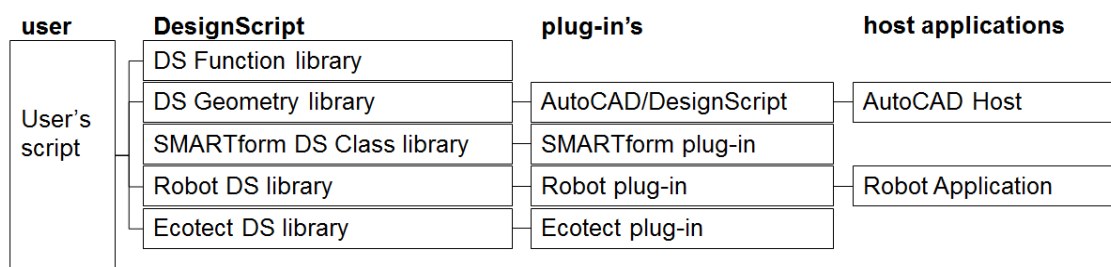 user DesignScript plug-in's host applications
DS Function library
DS Geometry library AutoCAD/DesignScript AutoCAD Host
User's
script
SMARTform DS Class library SMARTform plug-in
Robot DS library Robot plug-in Robot Application
Ecotect DS library Ecotect plug-in